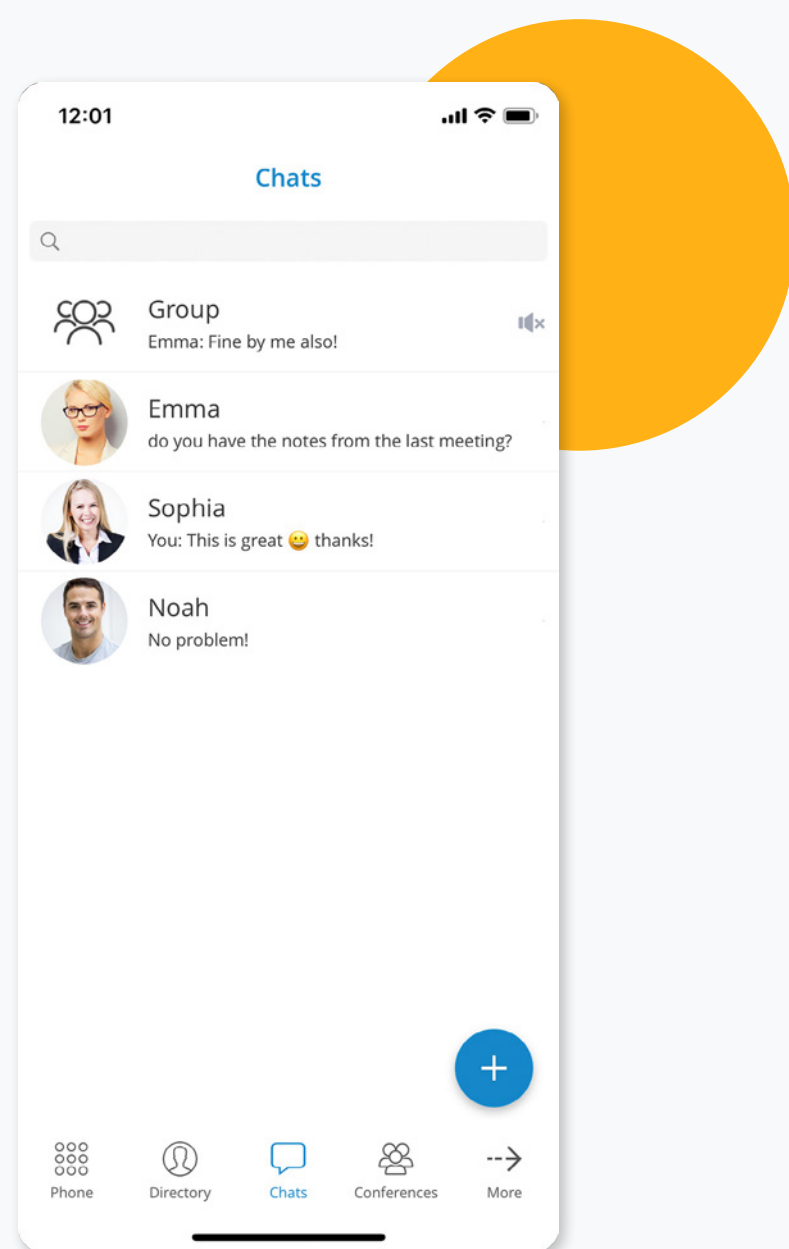 12:01
Chats
Group
Emma: Fine by me also!
Emma
do you have the notes from the last meeting?
Sophia
You: This is great 😀 thanks!
Noah
No problem!
Phone Directory Chats Conferences More